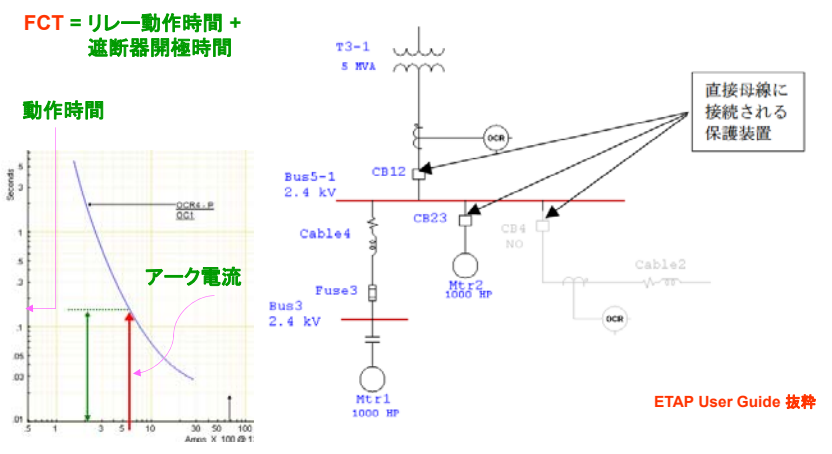 FCT = リレー動作時間 +
遮断器開極時間
動作時間
Seconds
5
3
1
.5
.3
.1
.05
.03
.01
.5
1
3
5
10
30
50
100
OCR4 - P
OC1
アーク電流
T3-1
5 MVA
OCR
CB12
Bus5-1
2.4 kV
CB23
CB4
NO
Cable4
Cable2
Mtr2
1000 HP
Fuse3
Bus3
2.4 kV
OCR
Mtr1
1000 HP
直接母線に
接続される
保護装置
ETAP User Guide 抜粋